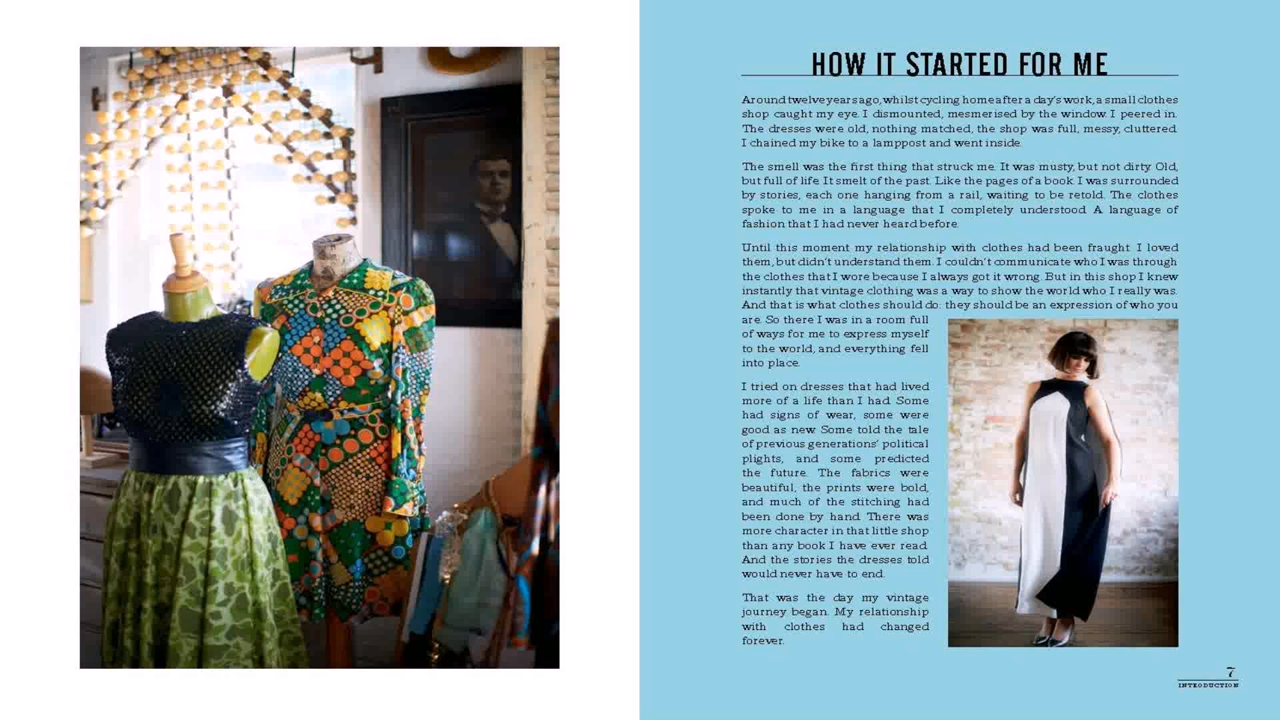 HOW IT STARTED FOR ME
Around twelve years ago, whilst cycling home after a day's work, a small clothes
shop caught my eye. I dismounted, mesmerised by the window. I peered in.
The dresses were old, nothing matched, the shop was full, messy, cluttered.
I chained my bike to a lamppost and went inside.
The smell was the first thing that struck me. It was musty, but not dirty. Old,
but full of life. It smelt of the past. Like the pages of a book. I was surrounded
by stories, each one hanging from a rail, waiting to be retold. The clothes
spoke to me in a language that I completely understood. A language of
fashion that I had never heard before.
Until this moment my relationship with clothes had been fraught. I loved
them, but didn't understand them. I couldn't communicate who I was through
the clothes that I wore because I always got it wrong. But in this shop I knew
instantly that vintage clothing was a way to show the world who I really was.
And that is what clothes should do: they should be an expression of who you
are. So there I was in a room full
of ways for me to express myself
to the world, and everything fell
into place.
I tried on dresses that had lived
more of a life than I had. Some
had signs of wear, some were
good as new. Some told the tale
of previous generations' political
plights, and some predicted
the future. The fabrics were
beautiful, the prints were bold,
and much of the stitching had
been done by hand. There was
more character in that little shop
than any book I have ever read.
And the stories the dresses told
would never have to end.
That was the day my vintage
journey began. My relationship
with clothes had changed
forever.
7
INTRODUCTION